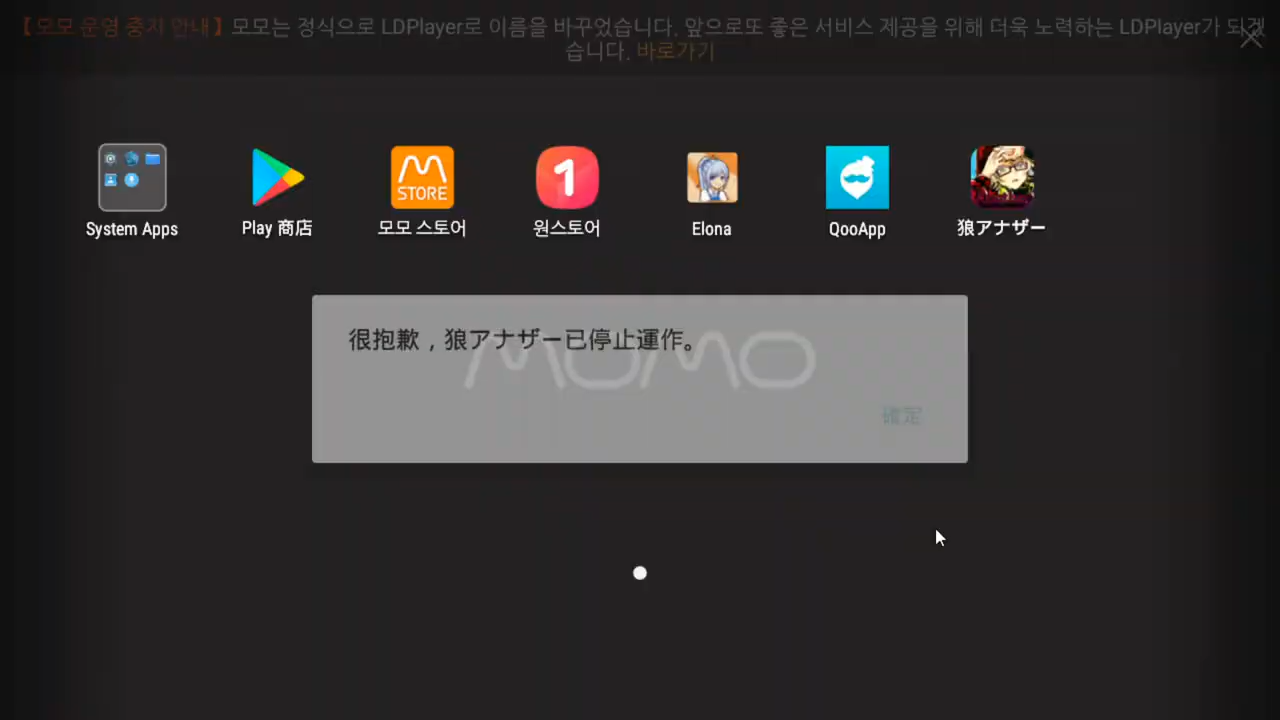 【모모 운영 중지 안내】모모는 정식으로 LDPlayer로 이름을 바꾸었습니다. 앞으로또 좋은 서비스 제공을 위해 더욱 노력하는 LDPlayer가 되겠
습니다. 바로가기
STORE
1
System Apps
Play 商店
모모 스토어
원스토어
Elona
QooApp
狼アナザー
很抱歉，狼アナザー已停止運作。
MOMO
確定